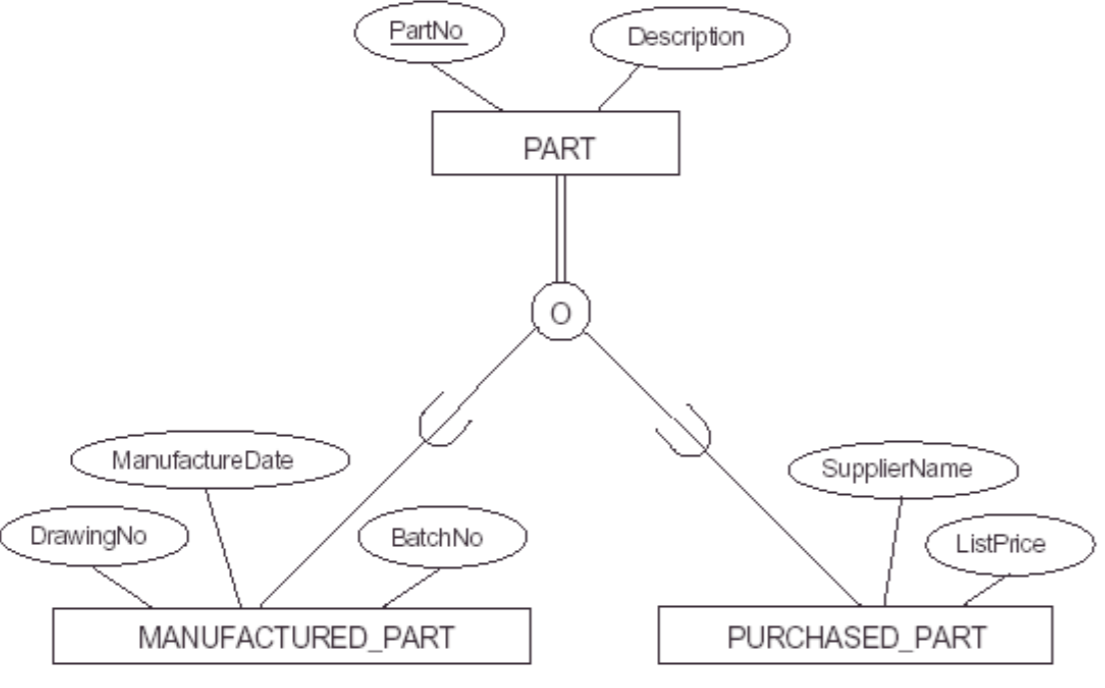 PartNo
Description
PART
O
ManufactureDate
SupplierName
DrawingNo
BatchNo
ListPrice
MANUFACTURED_PART
PURCHASED_PART